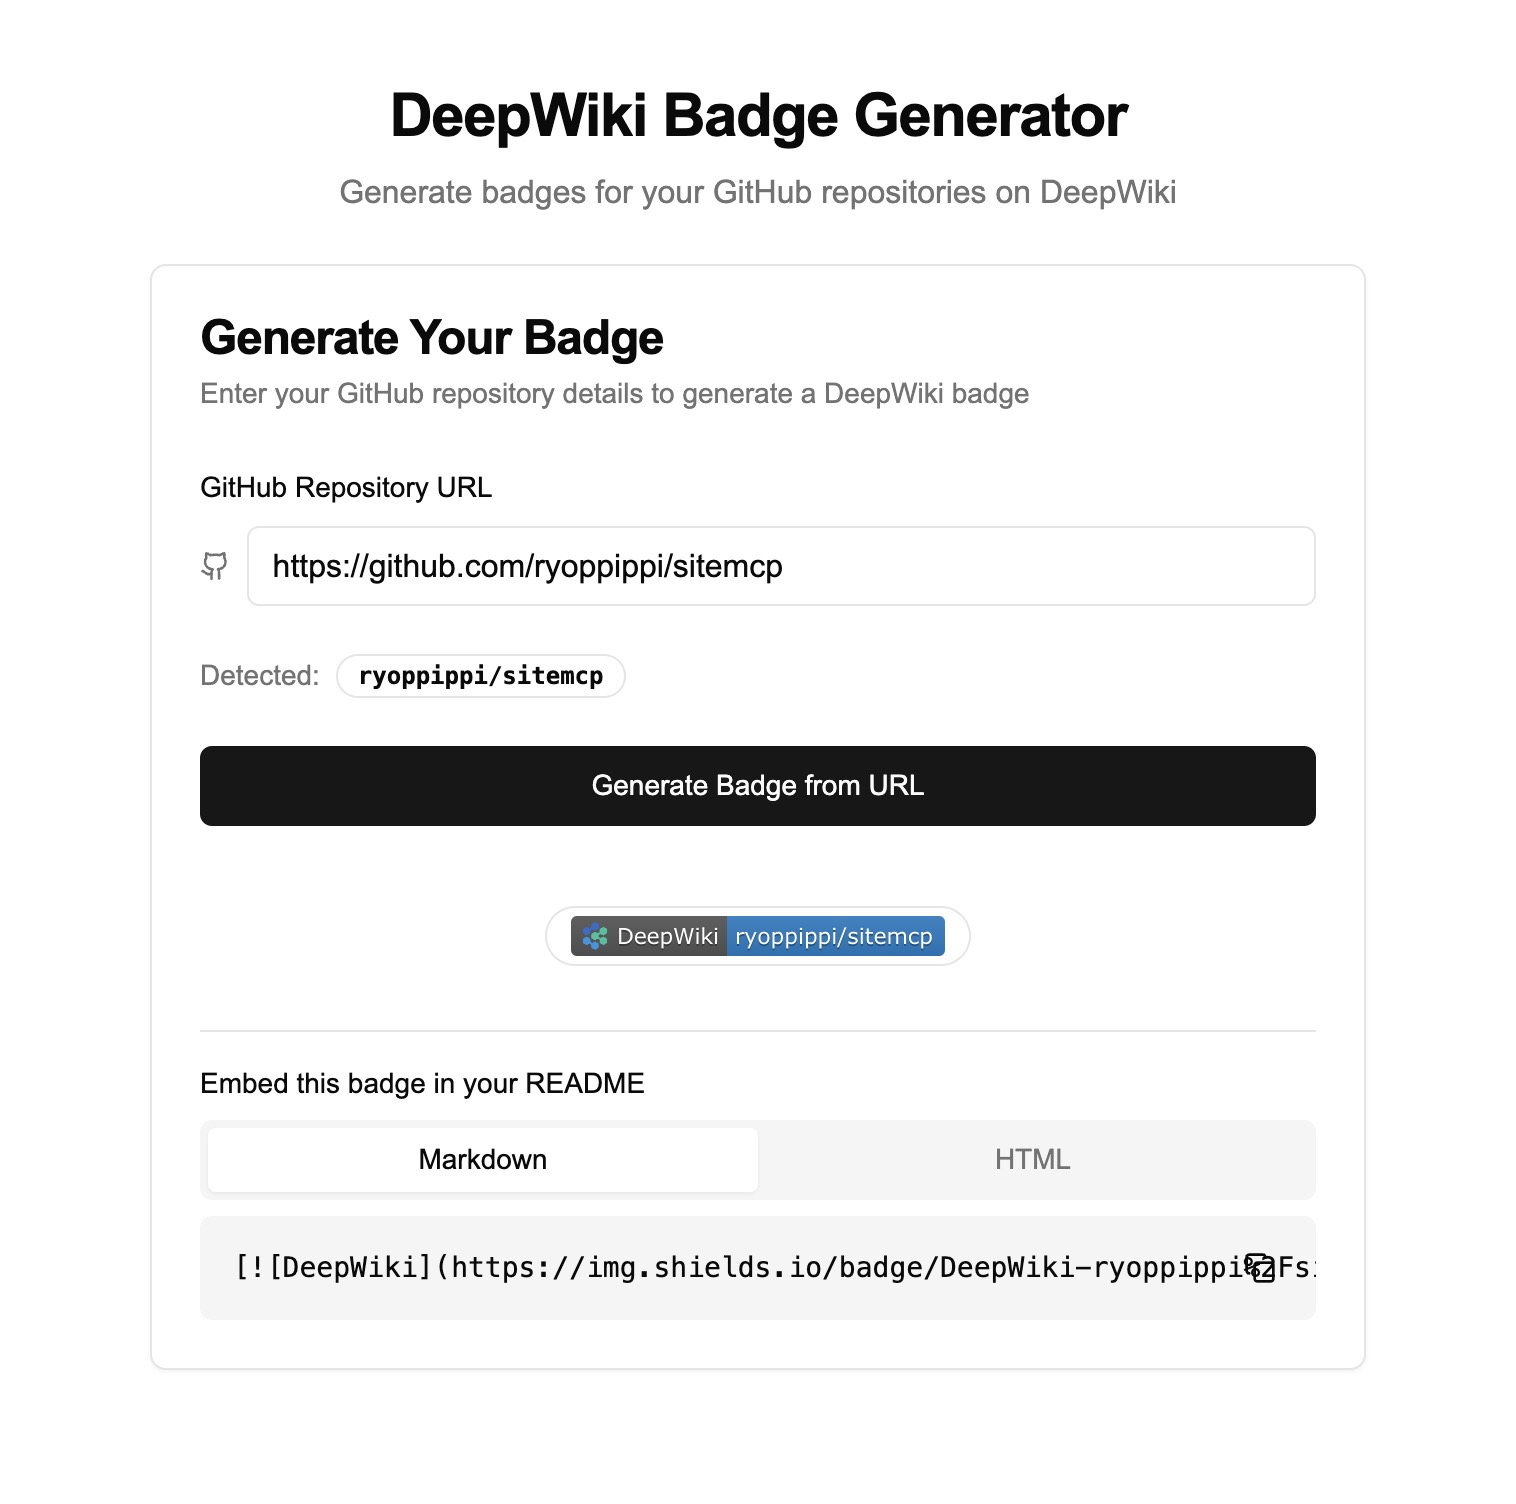 DeepWiki Badge Generator
Generate badges for your GitHub repositories on DeepWiki
Generate Your Badge
Enter your GitHub repository details to generate a DeepWiki badge
GitHub Repository URL
https://github.com/ryoppippi/sitemcp
Detected: ryoppippi/sitemcp
Generate Badge from URL
DeepWiki ryoppippi/sitemcp
Embed this badge in your README
Markdown HTML
[![DeepWiki](https://img.shields.io/badge/DeepWiki-ryoppippi%2Fs